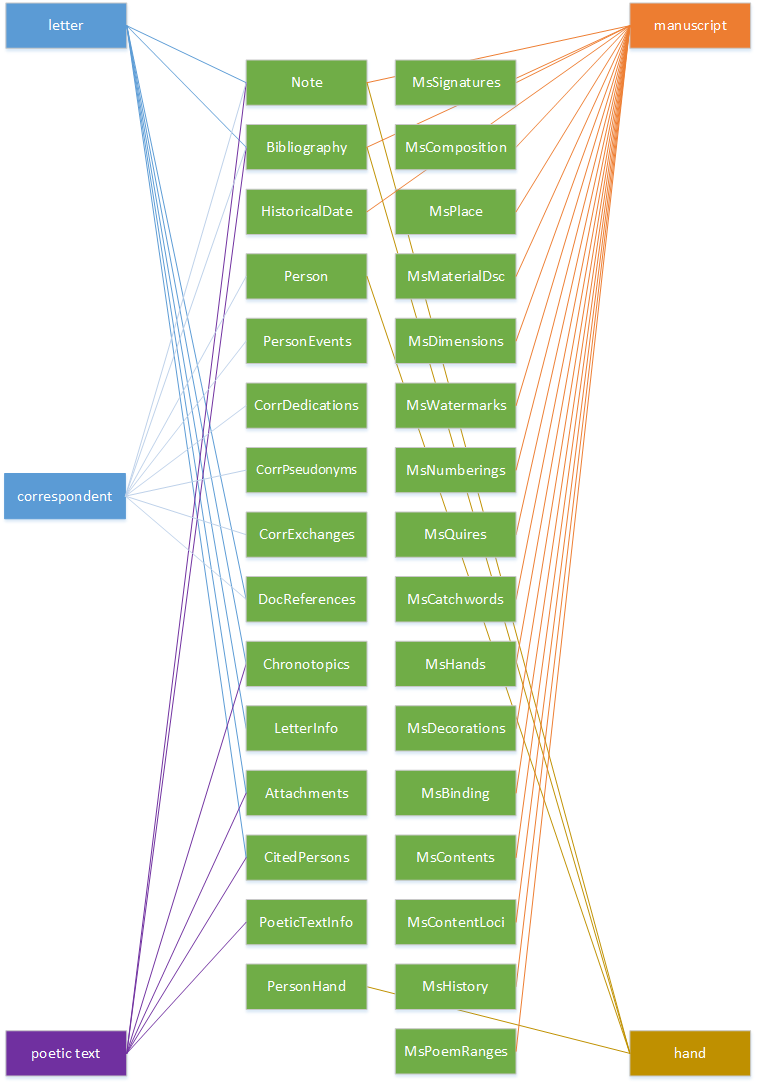 letter
manuscript
Note
MsSignatures
Bibliography
MsComposition
HistoricalDate
MsPlace
Person
MsMaterialDsc
PersonEvents
MsDimensions
CorrDedications
MsWatermarks
CorrPseudonyms
MsNumberings
correspondent
CorrExchanges
MsQuires
DocReferences
MsCatchwords
Chronotopics
MsHands
LetterInfo
MsDecorations
Attachments
MsBinding
CitedPersons
MsContents
PoeticTextInfo
MsContentLoci
PersonHand
MsHistory
poetic text
MsPoemRanges
hand